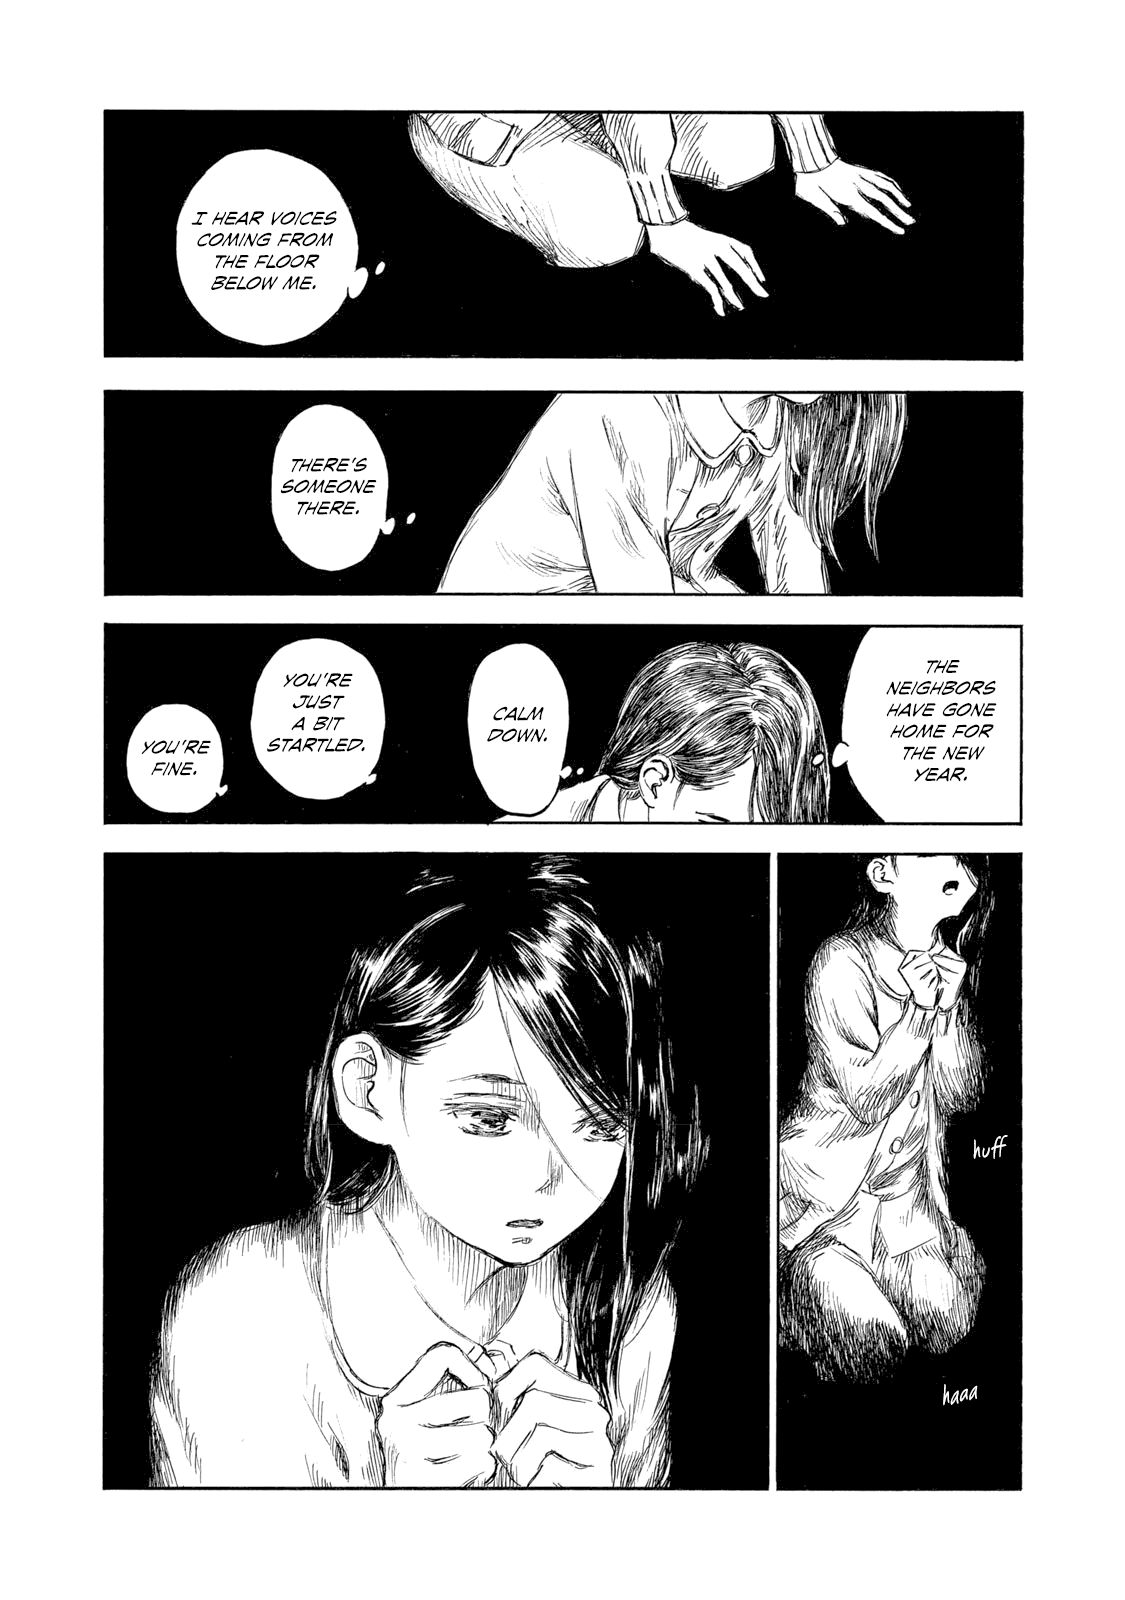 I HEAR VOICES
COMING FROM
THE FLOOR
BELOW ME.
THERE'S
SOMEONE
THERE.
THE
NEIGHBORS
HAVE GONE
HOME FOR
THE NEW
YEAR.
CALM
DOWN.
YOU'RE
JUST
A BIT
STARTLED.
YOU'RE
FINE.
huff
haaa